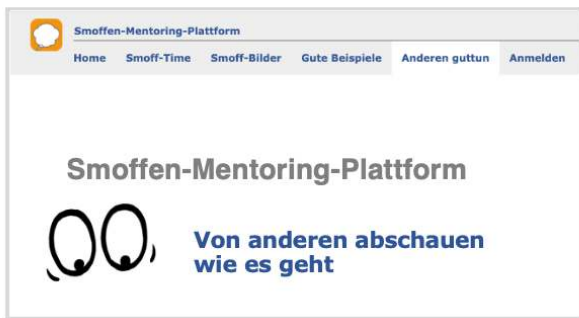 Smoffen-Mentoring-Plattform
Home Smoff-Time Smoff-Bilder Gute Beispiele Anderen guttun Anmelden
Smoffen-Mentoring-Plattform
Von anderen abschauen
wie es geht